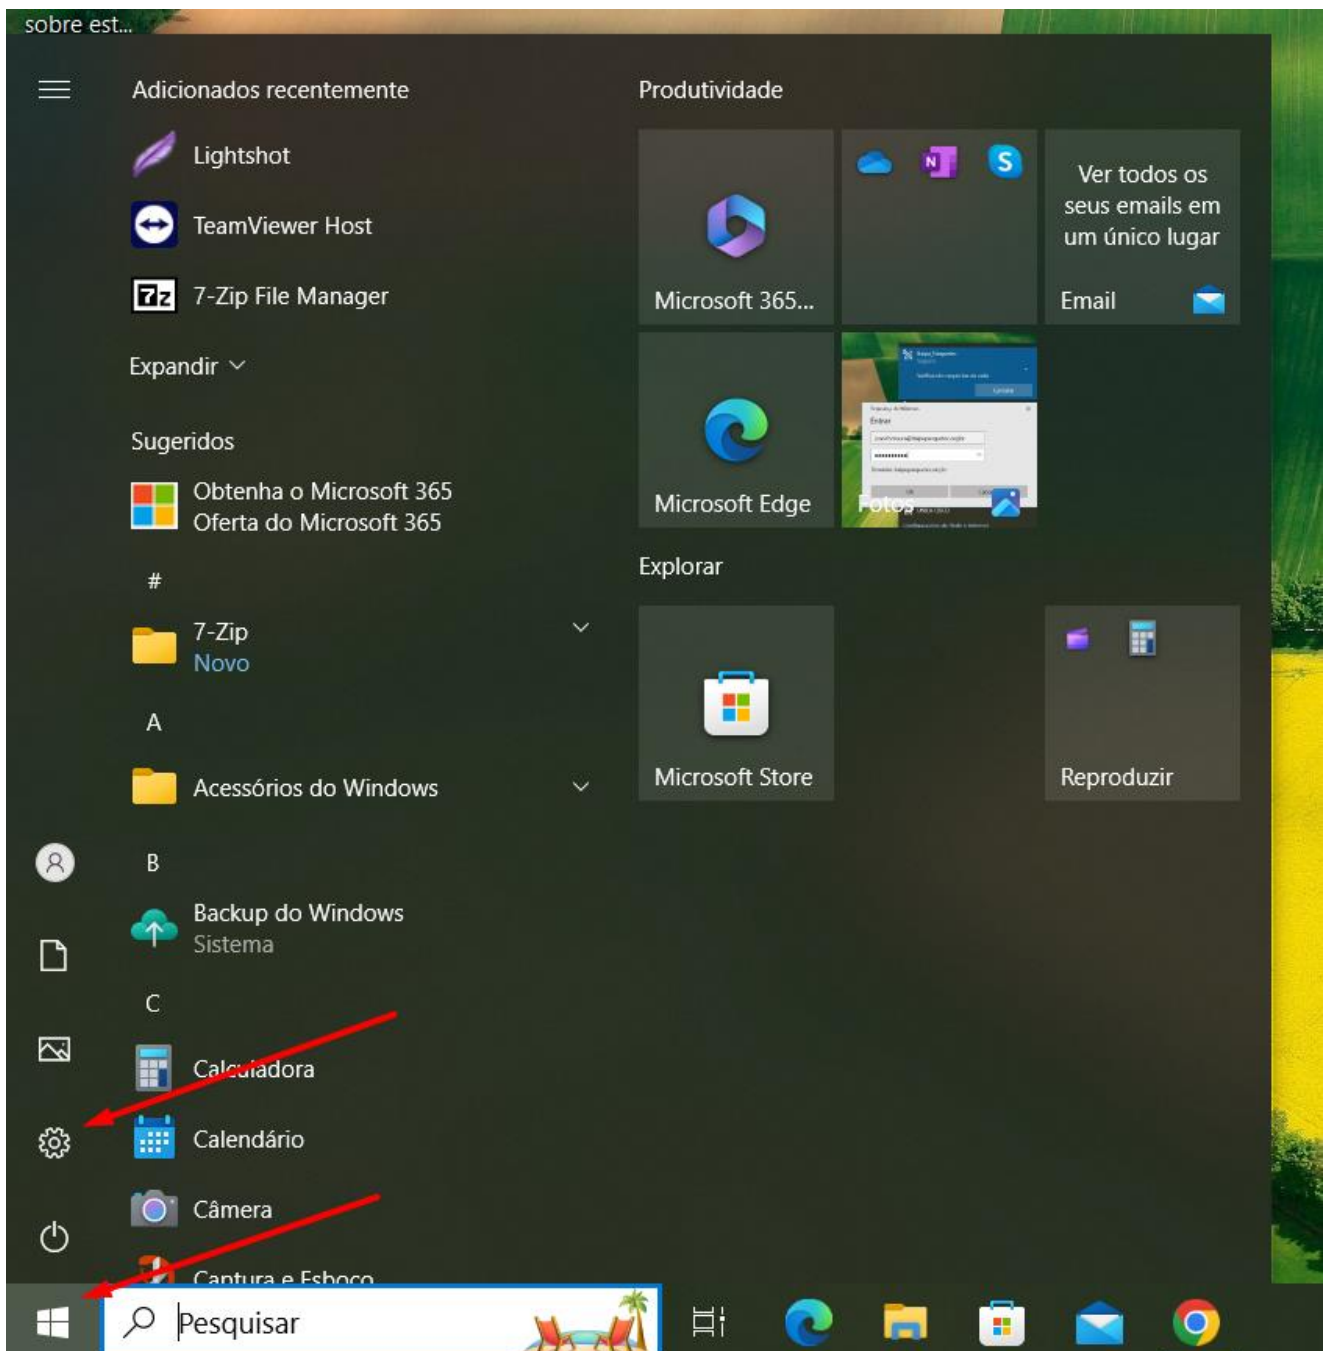 sobre est...
Adicionados recentemente
Lightshot
TeamViewer Host
7-Zip File Manager
Expandir
Sugeridos
Obtenha o Microsoft 365
Oferta do Microsoft 365
#
7-Zip
Novo
A
Acessórios do Windows
B
Backup do Windows
Sistema
C
Calculadora
Calendário
Câmera
Captura e Esboço
Pesquisar
Produtividade
Microsoft 365...
Ver todos os
seus emails em
um único lugar
Email
Microsoft Edge
Entrar
Fotos
Explorar
Microsoft Store
Reproduzir